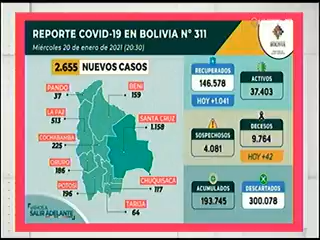 REPORTE COVID-19 EN BOLIVIA N° 311
Miércoles 20 de enero de 2021 (20:30)
BOLIVIA
2.655 NUEVOS CASOS
PANDO
37
BENI
159
LA PAZ
513
SANTA CRUZ
1.158
COCHABAMBA
225
ORURO
186
POTOSÍ
196
CHUQUISACA
117
TARIJA
64
RECUPERADOS
146.578
HOY +1.041
ACTIVOS
37.403
SOSPECHOSOS
4.081
DECESOS
9.764
HOY +42
ACUMULADOS
193.745
DESCARTADOS
300.078
SALIR ADELANTE